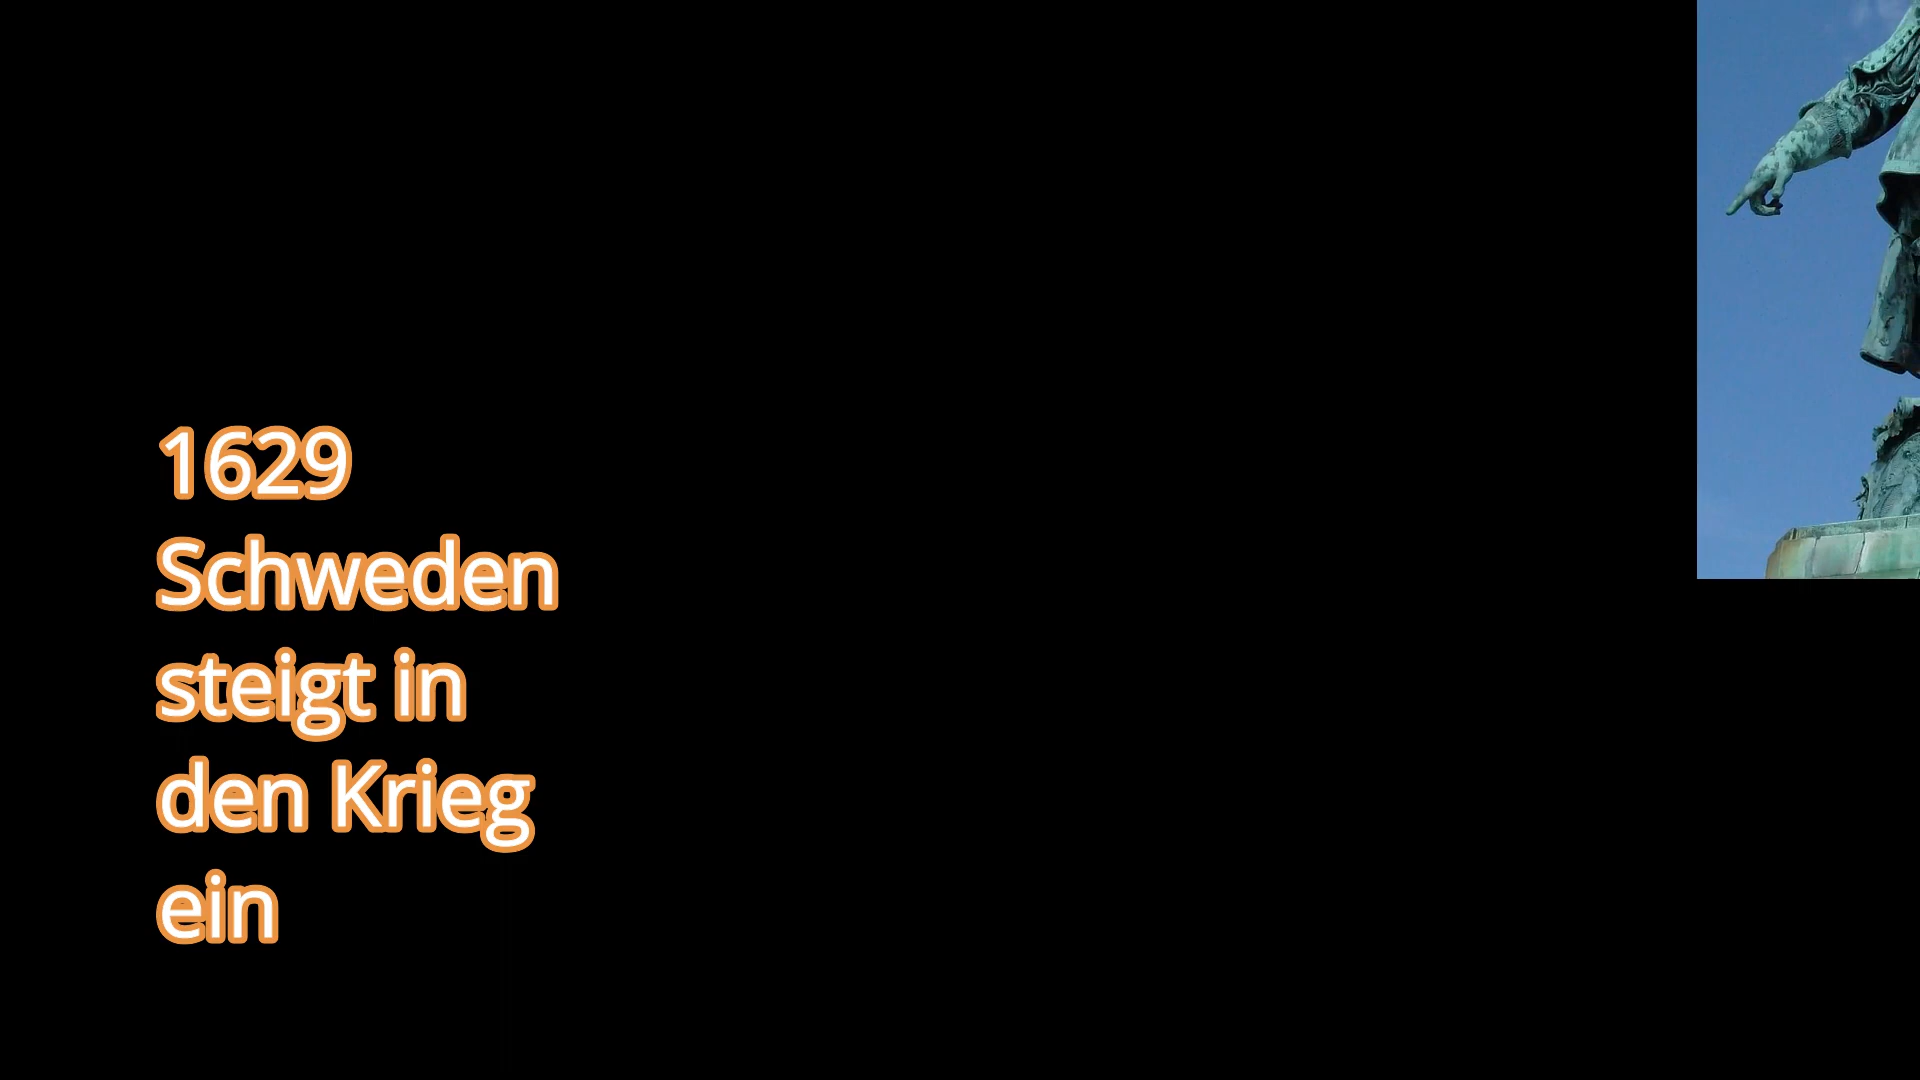 1629
Schweden
steigt in
den Krieg
ein